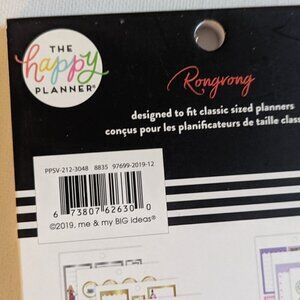 THE
happy
PLANNER®
Rongrong
designed to fit classic sized planners
conçus pour les planificateurs de taille class
PPSV-212-3048 8835 97699-2019-12
6 73807 62630 0
©2019, me & my BIG ideas®